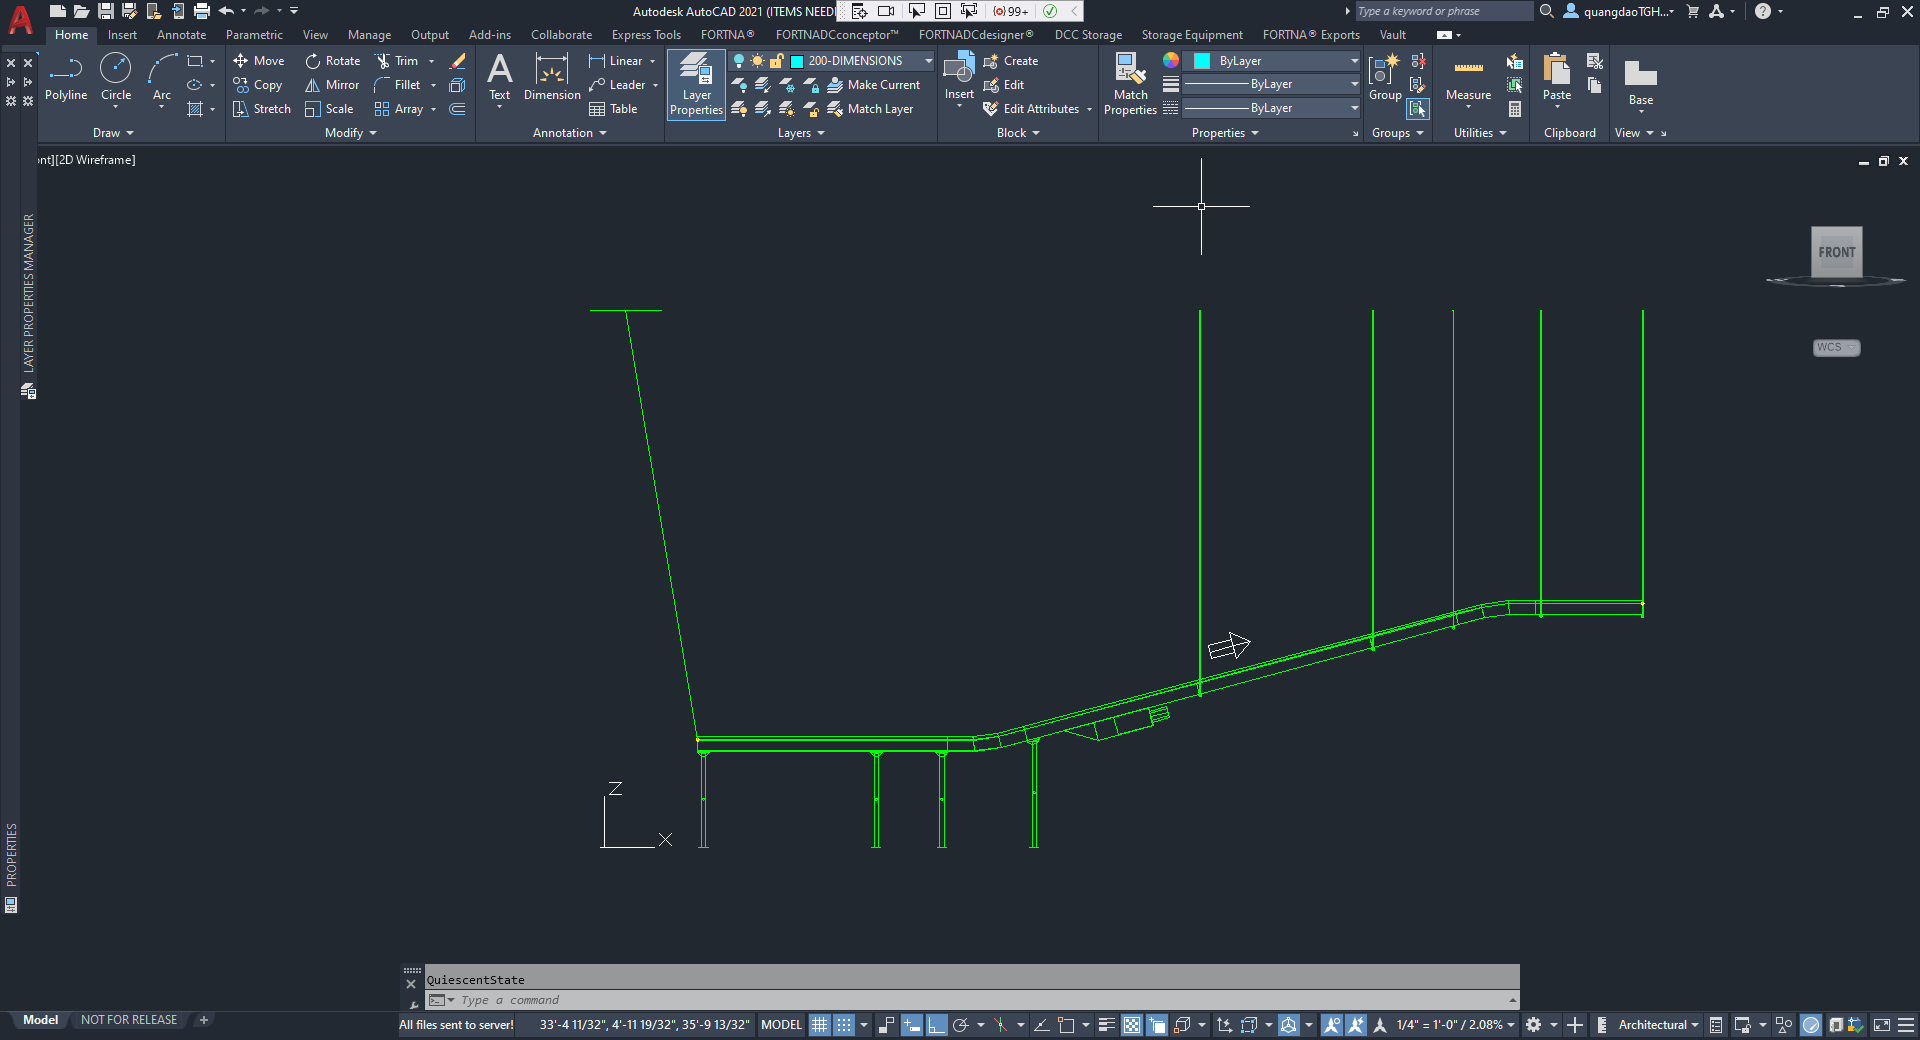 Autodesk AutoCAD 2021 (ITEMS NEED
99+
Type a keyword or phrase
quangdaoTGH...
Home Insert Annotate Parametric View Manage Output Add-ins Collaborate Express Tools FORTNA® FORTNADCconceptor™ FORTNADCdesigner® DCC Storage Storage Equipment FORTNA® Exports Vault
Polyline Circle Arc
Draw
Move Rotate Trim
Copy Mirror Fillet
Stretch Scale Array
Modify
Text Dimension
Linear
Leader
Table
Annotation
Layer Properties
200-DIMENSIONS
Make Current
Match Layer
Layers
Insert
Create
Edit
Edit Attributes
Block
Match Properties
ByLayer
ByLayer
ByLayer
Properties
Group
Groups
Measure
Utilities
Paste
Clipboard
Base
View
nt][2D Wireframe]
LAYER PROPERTIES MANAGER
FRONT
WCS
Z
X
PROPERTIES
QuiescentState
Type a command
Model NOT FOR RELEASE
All files sent to server! 33'-4 11/32", 4'-11 19/32", 35'-9 13/32" MODEL 1/4" = 1'-0" / 2.08% Architectural